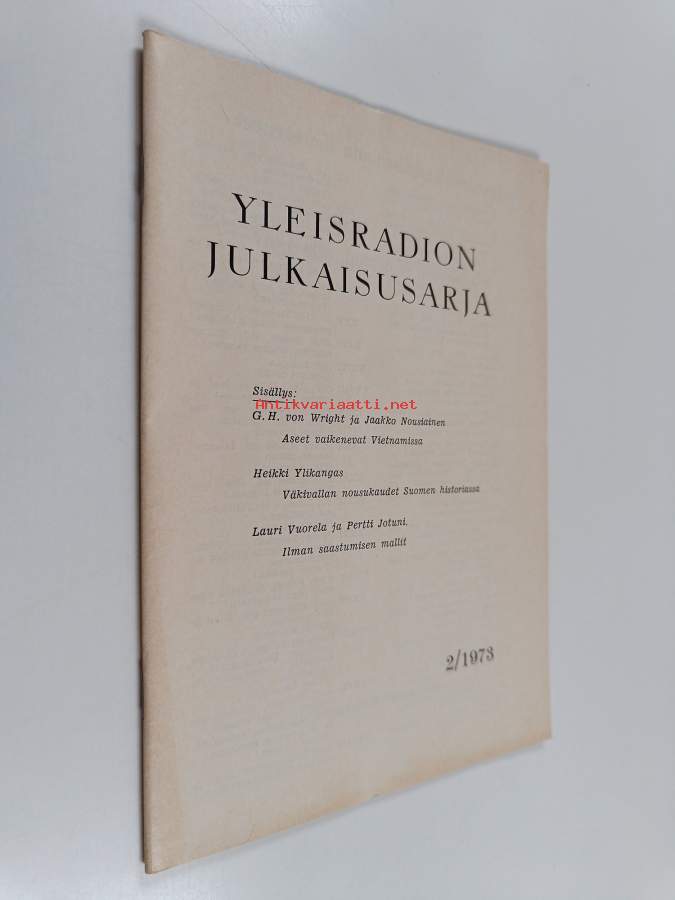 YLEISRADION
JULKAISUSARJA
Sisällys:
Antikvariaatti.net
G. H. von Wright ja Jaakko Nousiainen
Aseet vaikenevat Vietnamissa
Heikki Ylikangas
Väkivallan nousukaudet Suomen historiassa
Lauri Vuorela ja Pertti Jotuni.
Ilman saastumisen mallit
2/1973